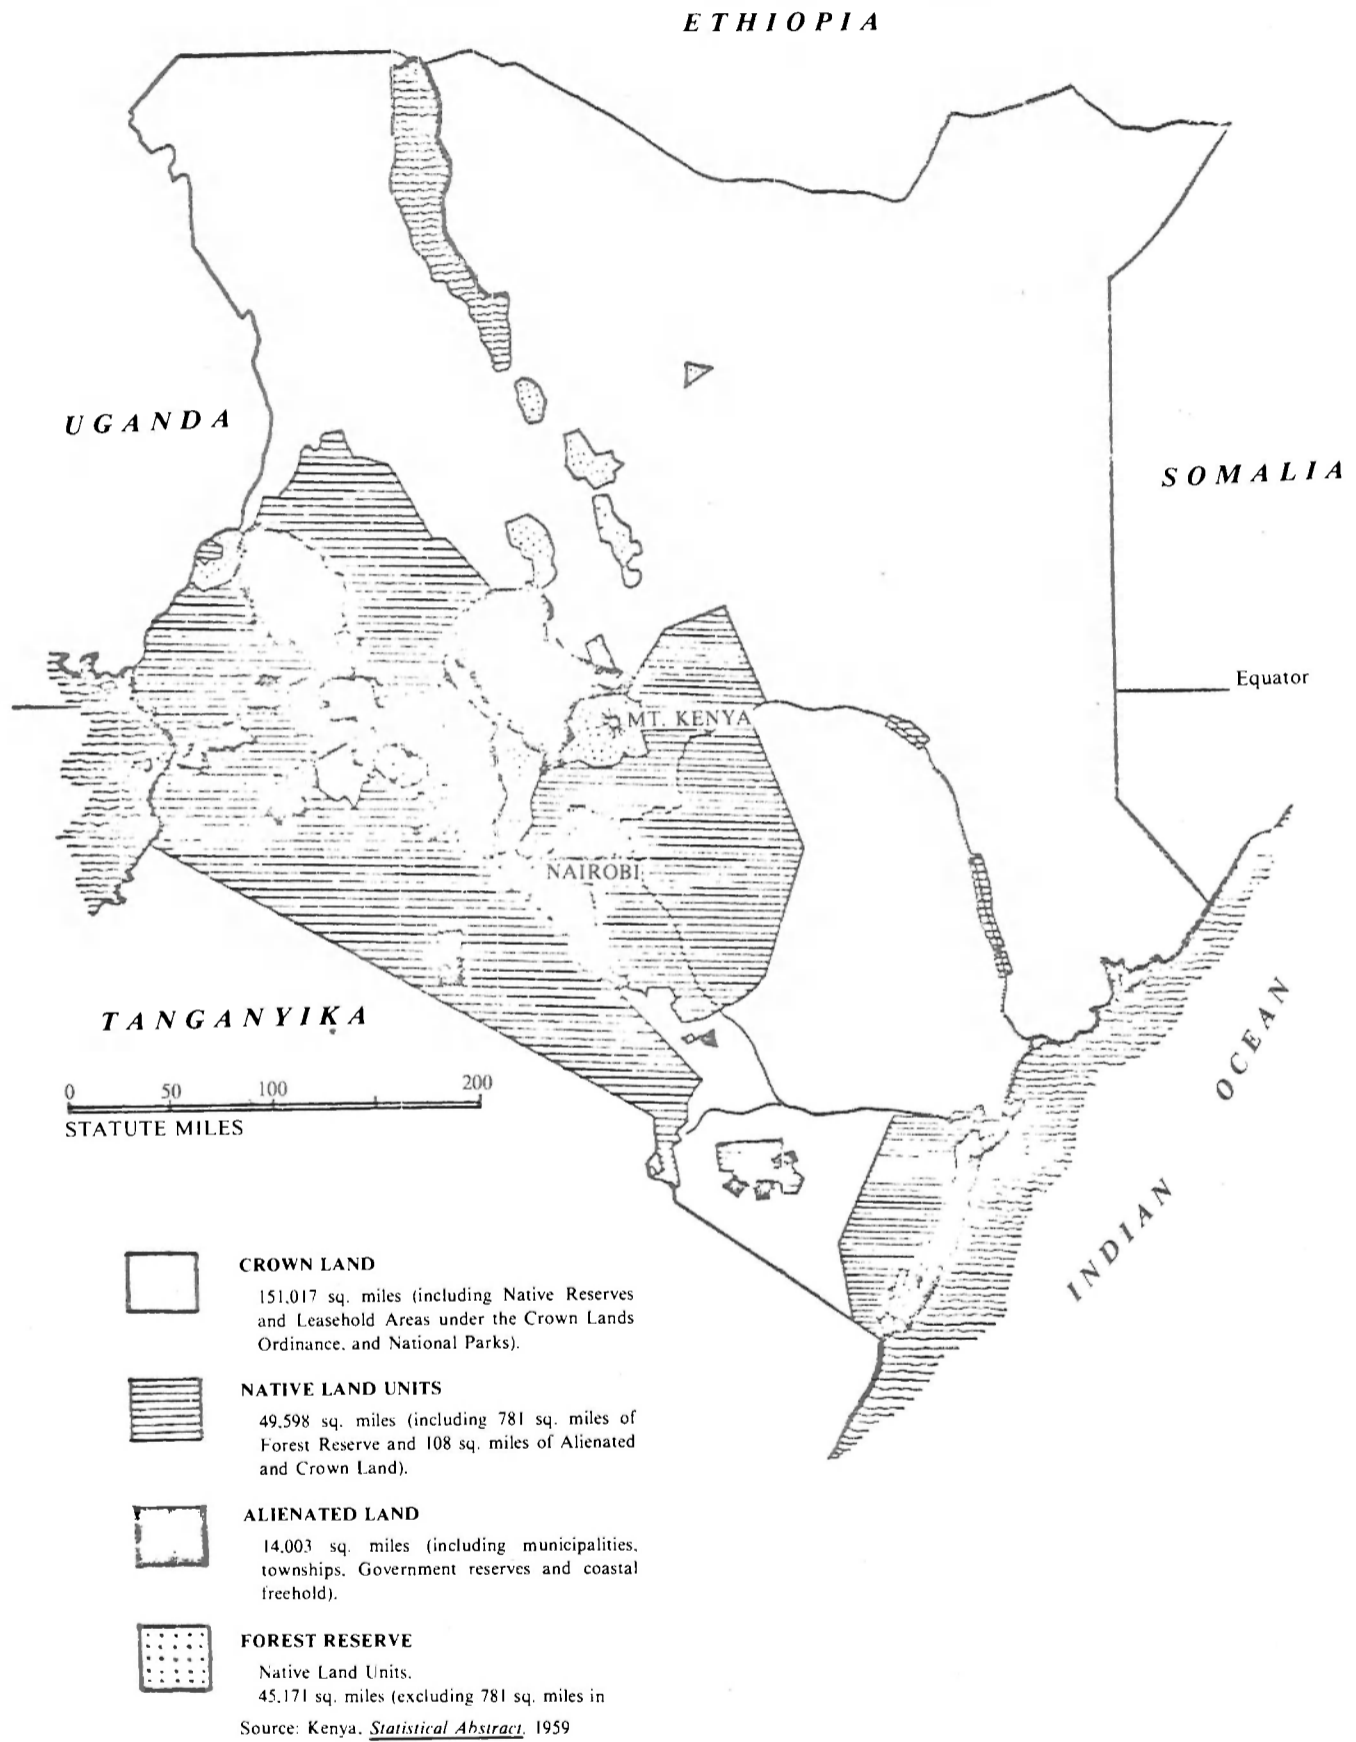 ETHIOPIA
UGANDA
SOMALIA
Equator
MT. KENYA
NAIROBI
TANGANYIKA
0 50 100 200
STATUTE MILES
INDIAN OCEAN
CROWN LAND
151.017 sq. miles (including Native Reserves
and Leasehold Areas under the Crown Lands
Ordinance. and National Parks).
NATIVE LAND UNITS
49.598 sq. miles (including 781 sq. miles of
Forest Reserve and 108 sq. miles of Alienated
and Crown Land).
ALIENATED LAND
14.003 sq. miles (including municipalities.
townships. Government reserves and coastal
freehold).
FOREST RESERVE
Native Land Units.
45.171 sq. miles (excluding 781 sq. miles in
Source: Kenya. Statistical Abstract. 1959